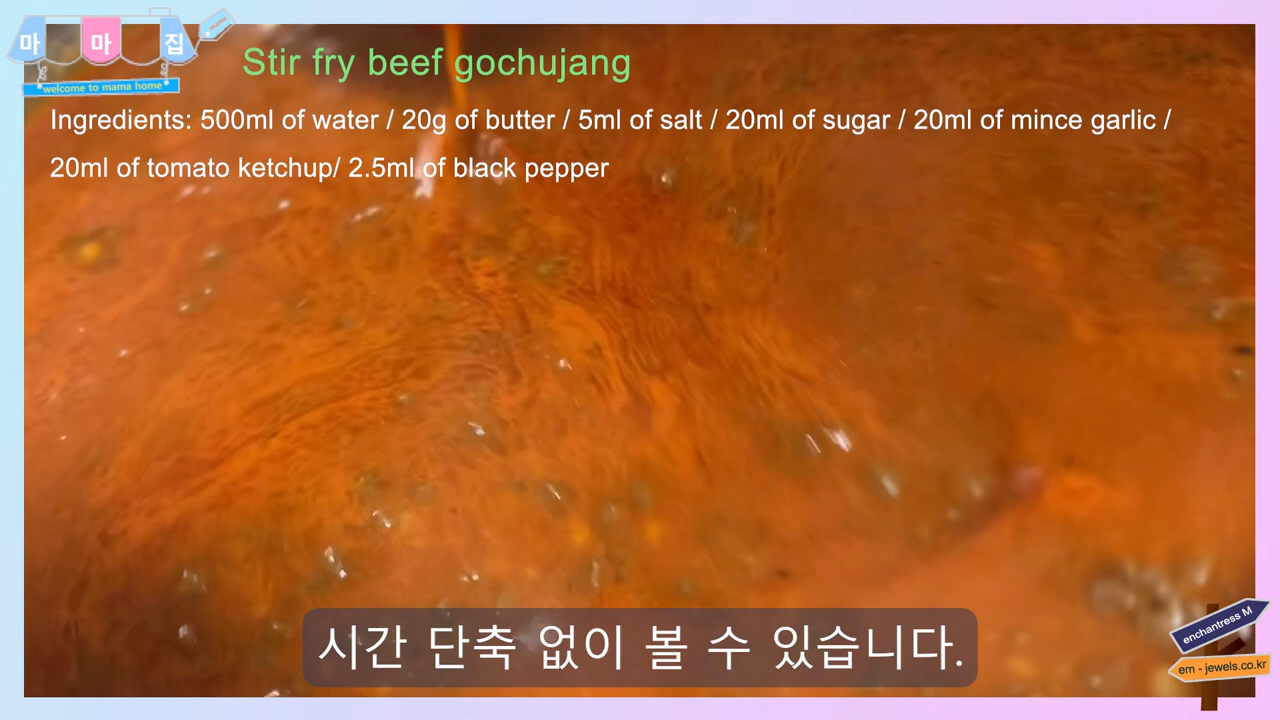 마 마 집
mama
welcome to mama home
Stir fry beef gochujang
Ingredients: 500ml of water / 20g of butter / 5ml of salt / 20ml of sugar / 20ml of mince garlic /
20ml of tomato ketchup/ 2.5ml of black pepper
시간 단축 없이 볼 수 있습니다.
enchantress M
em - jewels.co.kr